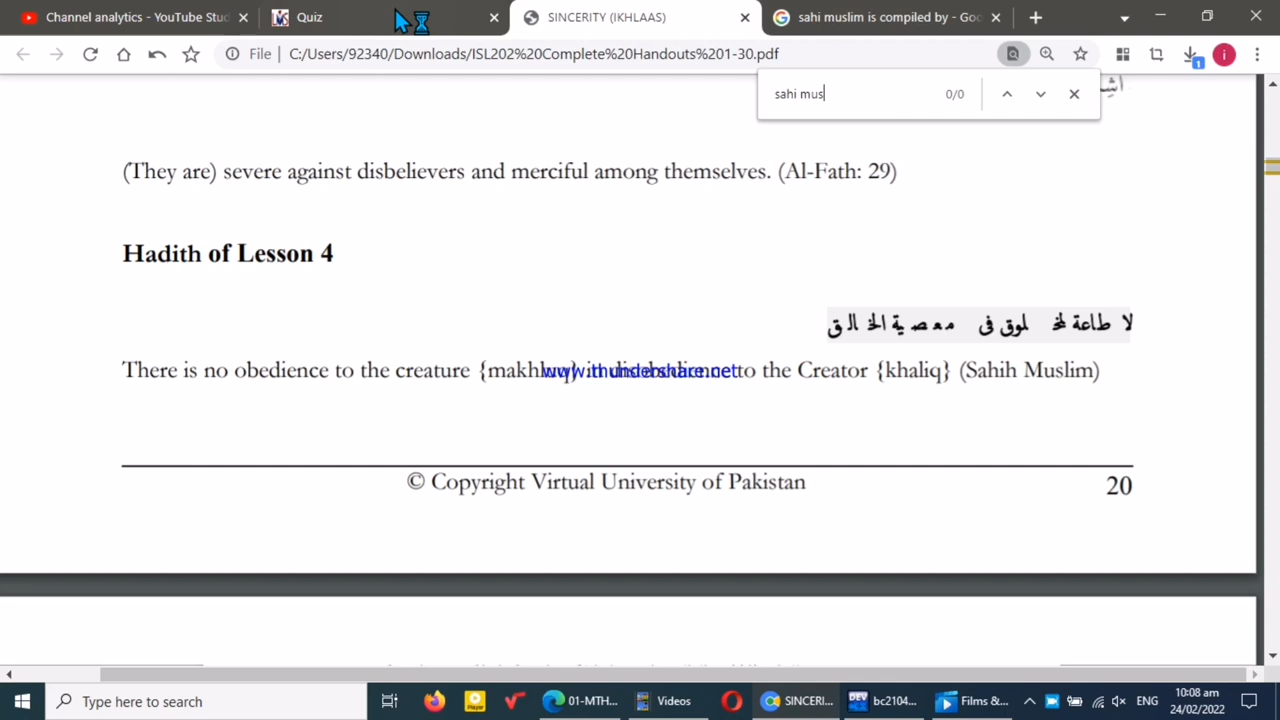 Channel analytics - YouTube Stud
Quiz
SINCERITY (IKHLAAS)
sahi muslim is compiled by - Goo
File
C:/Users/92340/Downloads/ISL202%20Complete%20Handouts%201-30.pdf
1
i
sahi mus
0/0
(They are) severe against disbelievers and merciful among themselves. (Al-Fath: 29)
Hadith of Lesson 4
لا طاعة لمخلوق فى معصية الخالق
There is no obedience to the creature {makhluq} in disobedience to the Creator {khaliq} (Sahih Muslim)
www.thundershare.net
© Copyright Virtual University of Pakistan
20
Type here to search
Player
01-MTH...
Videos
SINCERI...
DEV
bc2104...
Films &...
ENG
10:08 am
24/02/2022